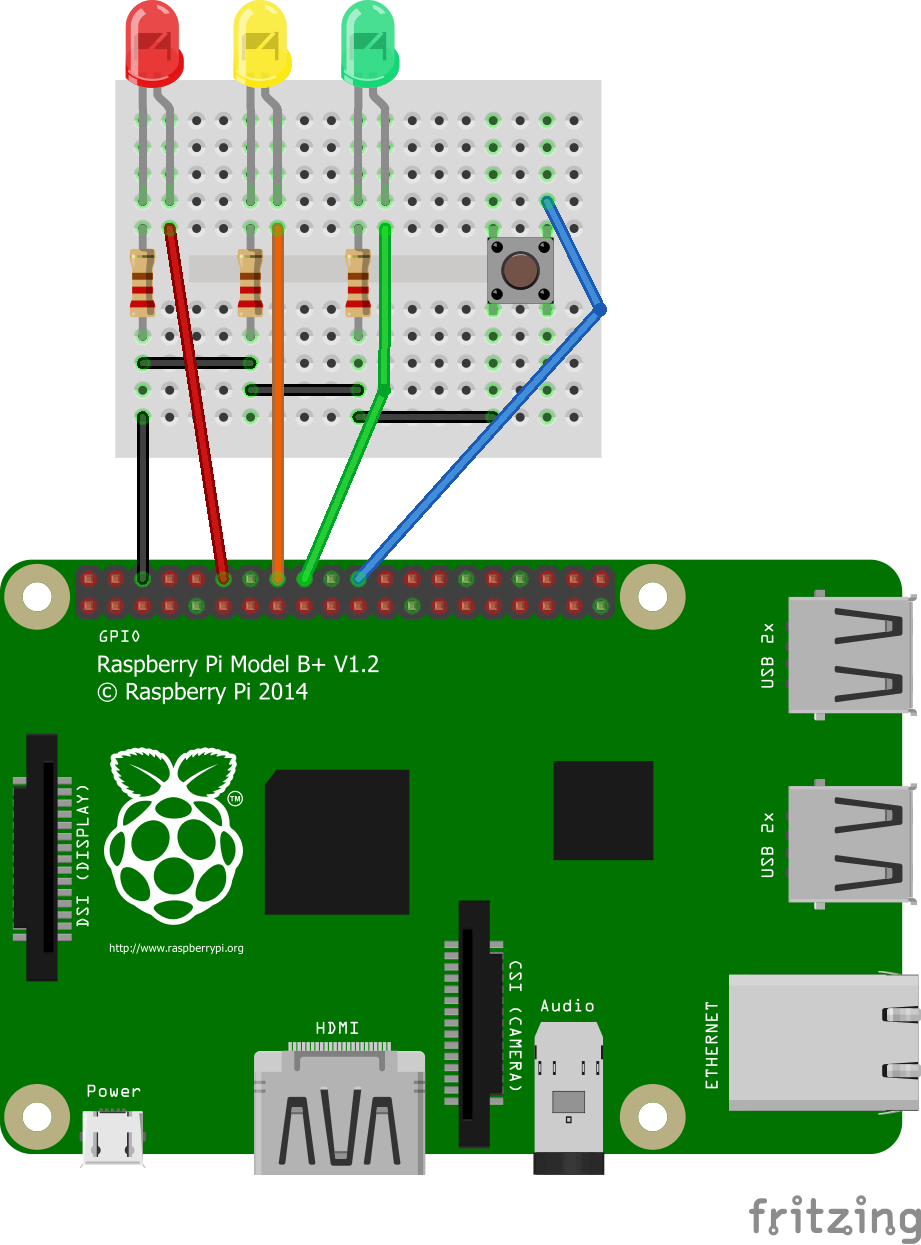 GPIO
Raspberry Pi Model B+ V1.2
© Raspberry Pi 2014
USB 2x
TM
DSI (DISPLAY)
USB 2x
http://www.raspberrypi.org
CSI (CAMERA)
Audio
ETHERNET
HDMI
Power
fritzing